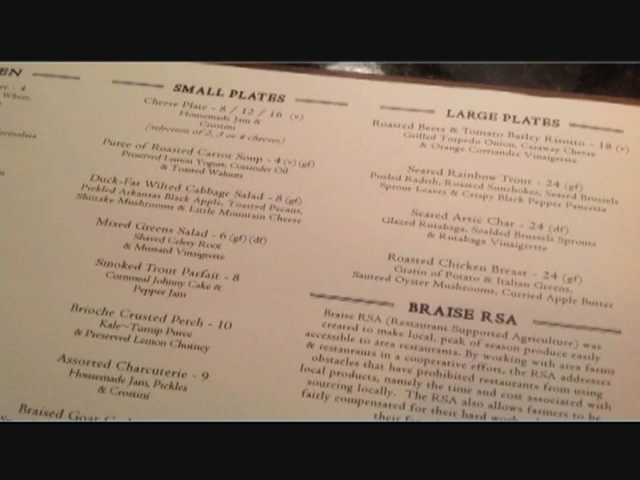 EN
SMALL PLATES
Cheese Plate - 8 / 12 / 16 (v)
Housemade Jam &
Crostini
(selection of 2, 3 or 4 cheeses)
Puree of Roasted Carrot Soup - 4 (v) (gf)
Preserved Lemon Yogurt, Coriander Oil
& Toasted Walnuts
Duck-Fat Wilted Cabbage Salad - 8 (gf)
Pickled Arkansas Black Apple, Toasted Pecans,
Shiitake Mushrooms & Little Mountain Cheese
Mixed Greens Salad - 6 (gf) (df)
Shaved Celery Root
& Mustard Vinaigrette
Smoked Trout Parfait - 8
Cornmeal Johnny Cake &
Pepper Jam
Brioche Crusted Perch - 10
Kale~Turnip Puree
& Preserved Lemon Chutney
Assorted Charcuterie - 9
Housemade Jam, Pickles
& Crostini
Braised Goat
LARGE PLATES
Roasted Beets & Tomato Barley Risotto - 18 (v)
Grilled Torpedo Onion, Caraway Chevre
& Orange Corriander Vinaigrette
Seared Rainbow Trout - 24 (gf)
Peeled Radish, Roasted Sunchokes, Seared Brussels
Sprout Leaves & Crispy Black Pepper Pancetta
Seared Artic Char - 24 (df)
Glazed Rutabaga, Scalded Brussels Sprouts
& Rutabaga Vinaigrette
Roasted Chicken Breast - 24 (gf)
Gratin of Potato & Italian Greens,
Sauteed Oyster Mushrooms, Curried Apple Butter
BRAISE RSA
Braise RSA (Restaurant Supported Agriculture) was
created to make local, peak of season produce easily
accessible to area restaurants. By working with area farms
& restaurants in a cooperative effort, the RSA addresses
obstacles that have prohibited restaurants from using
local products, namely the time and cost associated with
sourcing locally. The RSA also allows farmers to be
fairly compensated for their hard work
their